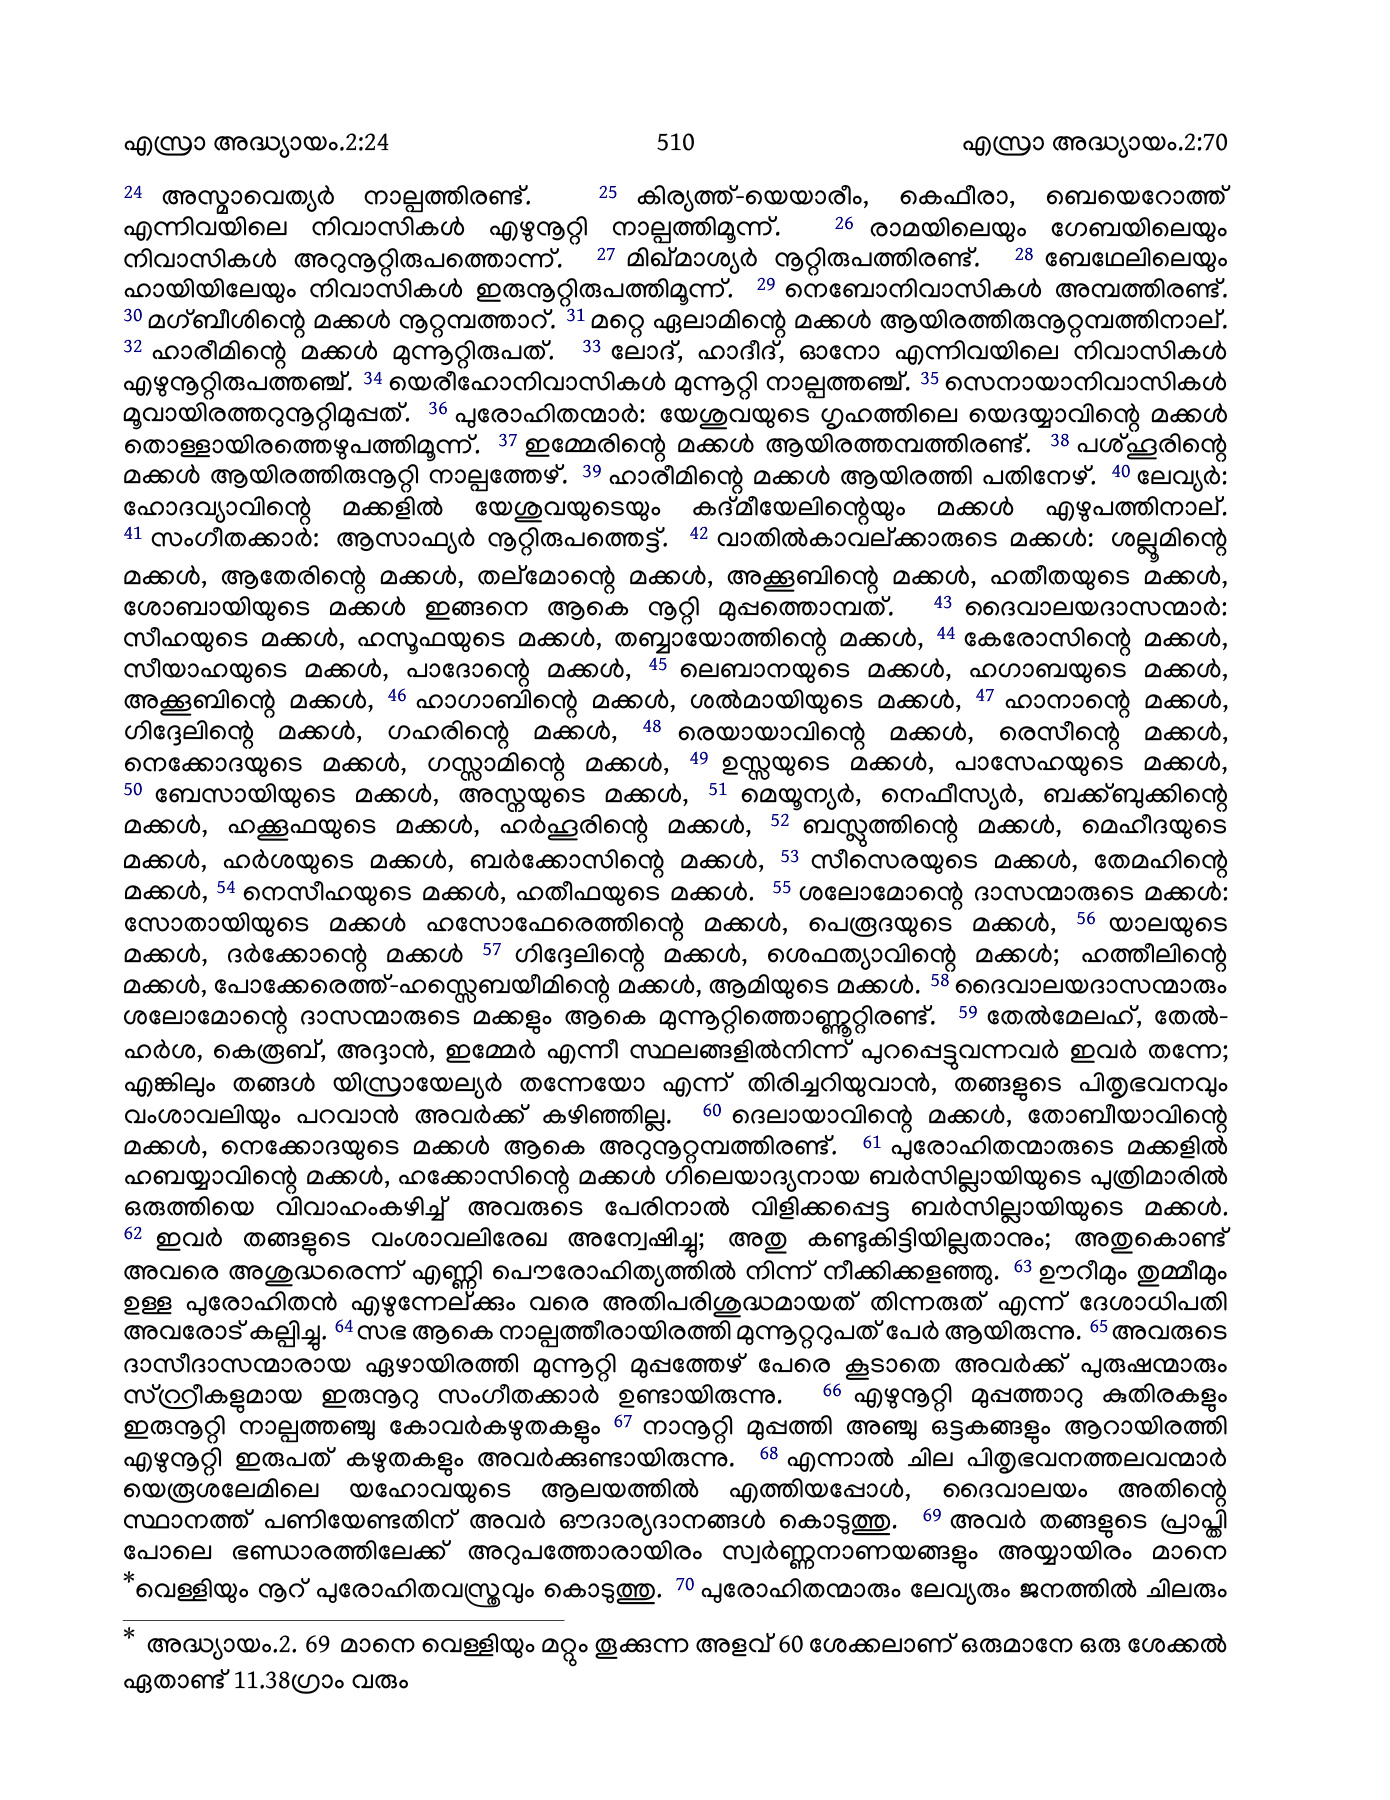 എസ്രാ അദ്ധ്യായം.2:24 510 എസ്രാ അദ്ധ്യായം.2:70
24 അസ്മാവെത്യർ നാല്പത്തിരണ്ട്. 25 കിര്യത്ത്-യെയാരീം, കെഫീരാ, ബെയെറോത്ത്
എന്നിവയിലെ നിവാസികൾ എഴുനൂറ്റി നാല്പത്തിമൂന്ന്. 26 രാമയിലെയും ഗേബയിലെയും
നിവാസികൾ അറുനൂറ്റിരുപത്തൊന്ന്. 27 മിഖ്മാശ്യർ നൂറ്റിരുപത്തിരണ്ട്. 28 ബേഥേലിലെയും
ഹായിയിലേയും നിവാസികൾ ഇരുനൂറ്റിരുപത്തിമൂന്ന്. 29 നെബോനിവാസികൾ അമ്പത്തിരണ്ട്.
30 മഗ്ബീശിന്റെ മക്കൾ നൂറ്റമ്പത്താറ്. 31 മറ്റെ ഏലാമിന്റെ മക്കൾ ആയിരത്തിരുനൂറ്റമ്പത്തിനാല്.
32 ഹാരീമിന്റെ മക്കൾ മുന്നൂറ്റിരുപത്. 33 ലോദ്, ഹാദീദ്, ഓനോ എന്നിവയിലെ നിവാസികൾ
എഴുനൂറ്റിരുപത്തഞ്ച്. 34 യെരീഹോനിവാസികൾ മുന്നൂറ്റി നാല്പത്തഞ്ച്. 35 സെനായാനിവാസികൾ
മൂവായിരത്തറുനൂറ്റിമുപ്പത്. 36 പുരോഹിതന്മാർ: യേശുവയുടെ ഗൃഹത്തിലെ യെദയ്യാവിന്റെ മക്കൾ
തൊള്ളായിരത്തെഴുപത്തിമൂന്ന്. 37 ഇമ്മേരിന്റെ മക്കൾ ആയിരത്തമ്പത്തിരണ്ട്. 38 പശ്ഹൂരിന്റെ
മക്കൾ ആയിരത്തിരുനൂറ്റി നാല്പത്തേഴ്. 39 ഹാരീമിന്റെ മക്കൾ ആയിരത്തി പതിനേഴ്. 40 ലേവ്യർ:
ഹോദവ്യാവിന്റെ മക്കളിൽ യേശുവയുടെയും കദ്മീയേലിന്റെയും മക്കൾ എഴുപത്തിനാല്.
41 സംഗീതക്കാർ: ആസാഫ്യർ നൂറ്റിരുപത്തെട്ട്. 42 വാതിൽകാവല്ക്കാരുടെ മക്കൾ: ശല്ലൂമിന്റെ
മക്കൾ, ആതേരിന്റെ മക്കൾ, തല്മോന്റെ മക്കൾ, അക്കൂബിന്റെ മക്കൾ, ഹതീതയുടെ മക്കൾ,
ശോബായിയുടെ മക്കൾ ഇങ്ങനെ ആകെ നൂറ്റി മുപ്പത്തൊമ്പത്. 43 ദൈവാലയദാസന്മാർ:
സീഹയുടെ മക്കൾ, ഹസൂഫയുടെ മക്കൾ, തബ്ബായോത്തിന്റെ മക്കൾ, 44 കേരോസിന്റെ മക്കൾ,
സീയാഹയുടെ മക്കൾ, പാദോന്റെ മക്കൾ, 45 ലെബാനയുടെ മക്കൾ, ഹഗാബയുടെ മക്കൾ,
അക്കൂബിന്റെ മക്കൾ, 46 ഹാഗാബിന്റെ മക്കൾ, ശൽമായിയുടെ മക്കൾ, 47 ഹാനാന്റെ മക്കൾ,
ഗിദ്ദേലിന്റെ മക്കൾ, ഗഹരിന്റെ മക്കൾ, 48 രെയായാവിന്റെ മക്കൾ, രെസീന്റെ മക്കൾ,
നെക്കോദയുടെ മക്കൾ, ഗസ്സാമിന്റെ മക്കൾ, 49 ഉസ്സയുടെ മക്കൾ, പാസേഹയുടെ മക്കൾ,
50 ബേസായിയുടെ മക്കൾ, അസ്നയുടെ മക്കൾ, 51 മെയൂന്യർ, നെഫീസ്യർ, ബക്ക്ബുക്കിന്റെ
മക്കൾ, ഹക്കൂഫയുടെ മക്കൾ, ഹർഹൂരിന്റെ മക്കൾ, 52 ബസ്ലുത്തിന്റെ മക്കൾ, മെഹീദയുടെ
മക്കൾ, ഹർശയുടെ മക്കൾ, ബർക്കോസിന്റെ മക്കൾ, 53 സീസെരയുടെ മക്കൾ, തേമഹിന്റെ
മക്കൾ, 54 നെസീഹയുടെ മക്കൾ, ഹതീഫയുടെ മക്കൾ. 55 ശലോമോന്റെ ദാസന്മാരുടെ മക്കൾ:
സോതായിയുടെ മക്കൾ ഹസോഫേരെത്തിന്റെ മക്കൾ, പെരൂദയുടെ മക്കൾ, 56 യാലയുടെ
മക്കൾ, ദർക്കോന്റെ മക്കൾ 57 ഗിദ്ദേലിന്റെ മക്കൾ, ശെഫത്യാവിന്റെ മക്കൾ; ഹത്തീലിന്റെ
മക്കൾ, പോക്കേരെത്ത്-ഹസ്സെബയീമിന്റെ മക്കൾ, ആമിയുടെ മക്കൾ. 58 ദൈവാലയദാസന്മാരും
ശലോമോന്റെ ദാസന്മാരുടെ മക്കളും ആകെ മുന്നൂറ്റിത്തൊണ്ണൂറ്റിരണ്ട്. 59 തേൽമേലഹ്, തേൽ-
ഹർശ, കെരൂബ്, അദ്ദാൻ, ഇമ്മേർ എന്നീ സ്ഥലങ്ങളിൽനിന്ന് പുറപ്പെട്ടുവന്നവർ ഇവർ തന്നേ;
എങ്കിലും തങ്ങൾ യിസ്രായേല്യർ തന്നേയോ എന്ന് തിരിച്ചറിയുവാൻ, തങ്ങളുടെ പിതൃഭവനവും
വംശാവലിയും പറവാൻ അവർക്ക് കഴിഞ്ഞില്ല. 60 ദെലായാവിന്റെ മക്കൾ, തോബീയാവിന്റെ
മക്കൾ, നെക്കോദയുടെ മക്കൾ ആകെ അറുനൂറ്റമ്പത്തിരണ്ട്. 61 പുരോഹിതന്മാരുടെ മക്കളിൽ
ഹബയ്യാവിന്റെ മക്കൾ, ഹക്കോസിന്റെ മക്കൾ ഗിലെയാദ്യനായ ബർസില്ലായിയുടെ പുത്രിമാരിൽ
ഒരുത്തിയെ വിവാഹംകഴിച്ച് അവരുടെ പേരിനാൽ വിളിക്കപ്പെട്ട ബർസില്ലായിയുടെ മക്കൾ.
62 ഇവർ തങ്ങളുടെ വംശാവലിരേഖ അന്വേഷിച്ചു; അതു കണ്ടുകിട്ടിയില്ലതാനും; അതുകൊണ്ട്
അവരെ അശുദ്ധരെന്ന് എണ്ണി പൌരോഹിത്യത്തിൽ നിന്ന് നീക്കിക്കളഞ്ഞു. 63 ഊറീമും തുമ്മീമും
ഉള്ള പുരോഹിതൻ എഴുന്നേല്ക്കും വരെ അതിപരിശുദ്ധമായത് തിന്നരുത് എന്ന് ദേശാധിപതി
അവരോട് കല്പിച്ചു. 64 സഭ ആകെ നാല്പത്തീരായിരത്തി മുന്നൂറ്ററുപത് പേർ ആയിരുന്നു. 65 അവരുടെ
ദാസീദാസന്മാരായ ഏഴായിരത്തി മുന്നൂറ്റി മുപ്പത്തേഴ് പേരെ കൂടാതെ അവർക്ക് പുരുഷന്മാരും
സ്ത്രീകളുമായ ഇരുനൂറു സംഗീതക്കാർ ഉണ്ടായിരുന്നു. 66 എഴുനൂറ്റി മുപ്പത്താറു കുതിരകളും
ഇരുനൂറ്റി നാല്പത്തഞ്ചു കോവർകഴുതകളും 67 നാനൂറ്റി മുപ്പത്തി അഞ്ചു ഒട്ടകങ്ങളും ആറായിരത്തി
എഴുനൂറ്റി ഇരുപത് കഴുതകളും അവർക്കുണ്ടായിരുന്നു. 68 എന്നാൽ ചില പിതൃഭവനത്തലവന്മാർ
യെരൂശലേമിലെ യഹോവയുടെ ആലയത്തിൽ എത്തിയപ്പോൾ, ദൈവാലയം അതിന്റെ
സ്ഥാനത്ത് പണിയേണ്ടതിന് അവർ ഔദാര്യദാനങ്ങൾ കൊടുത്തു. 69 അവർ തങ്ങളുടെ പ്രാപ്തി
പോലെ ഭണ്ഡാരത്തിലേക്ക് അറുപത്തോരായിരം സ്വർണ്ണനാണയങ്ങളും അയ്യായിരം മാനെ
*വെള്ളിയും നൂറ് പുരോഹിതവസ്ത്രവും കൊടുത്തു. 70 പുരോഹിതന്മാരും ലേവ്യരും ജനത്തിൽ ചിലരും
* അദ്ധ്യായം.2. 69 മാനെ വെള്ളിയും മറ്റും തൂക്കുന്ന അളവ് 60 ശേക്കലാണ് ഒരുമാനേ ഒരു ശേക്കൽ
ഏതാണ്ട് 11.38ഗ്രാം വരും